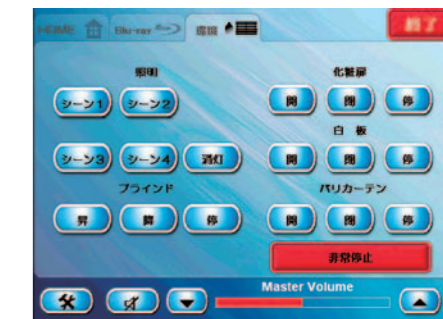 HOME Blu-ray 環境 終了
照明 化粧扉
シーン1 シーン2 開 閉 停
白 板
シーン3 シーン4 消灯 開 閉 停
ブラインド バリカーテン
昇 降 停 開 閉 停
非常停止
Master Volume